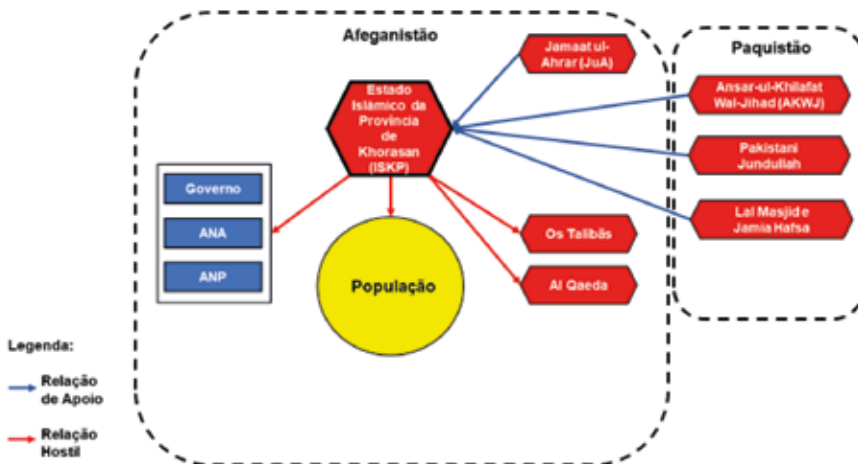 Afeganistão
Jamaat ul-
Ahrar (JuA)
Paquistão
Estado
Islâmico da
Província
de
Khorasan
(ISKP)
Ansar-ul-Khilafat
Wal-Jihad (AKWJ)
Pakistani
Jundullah
Lal Masjid e
Jamia Hafsa
Governo
ANA
ANP
População
Os Talibãs
Al Qaeda
Legenda:
Relação
de Apoio
Relação
Hostil